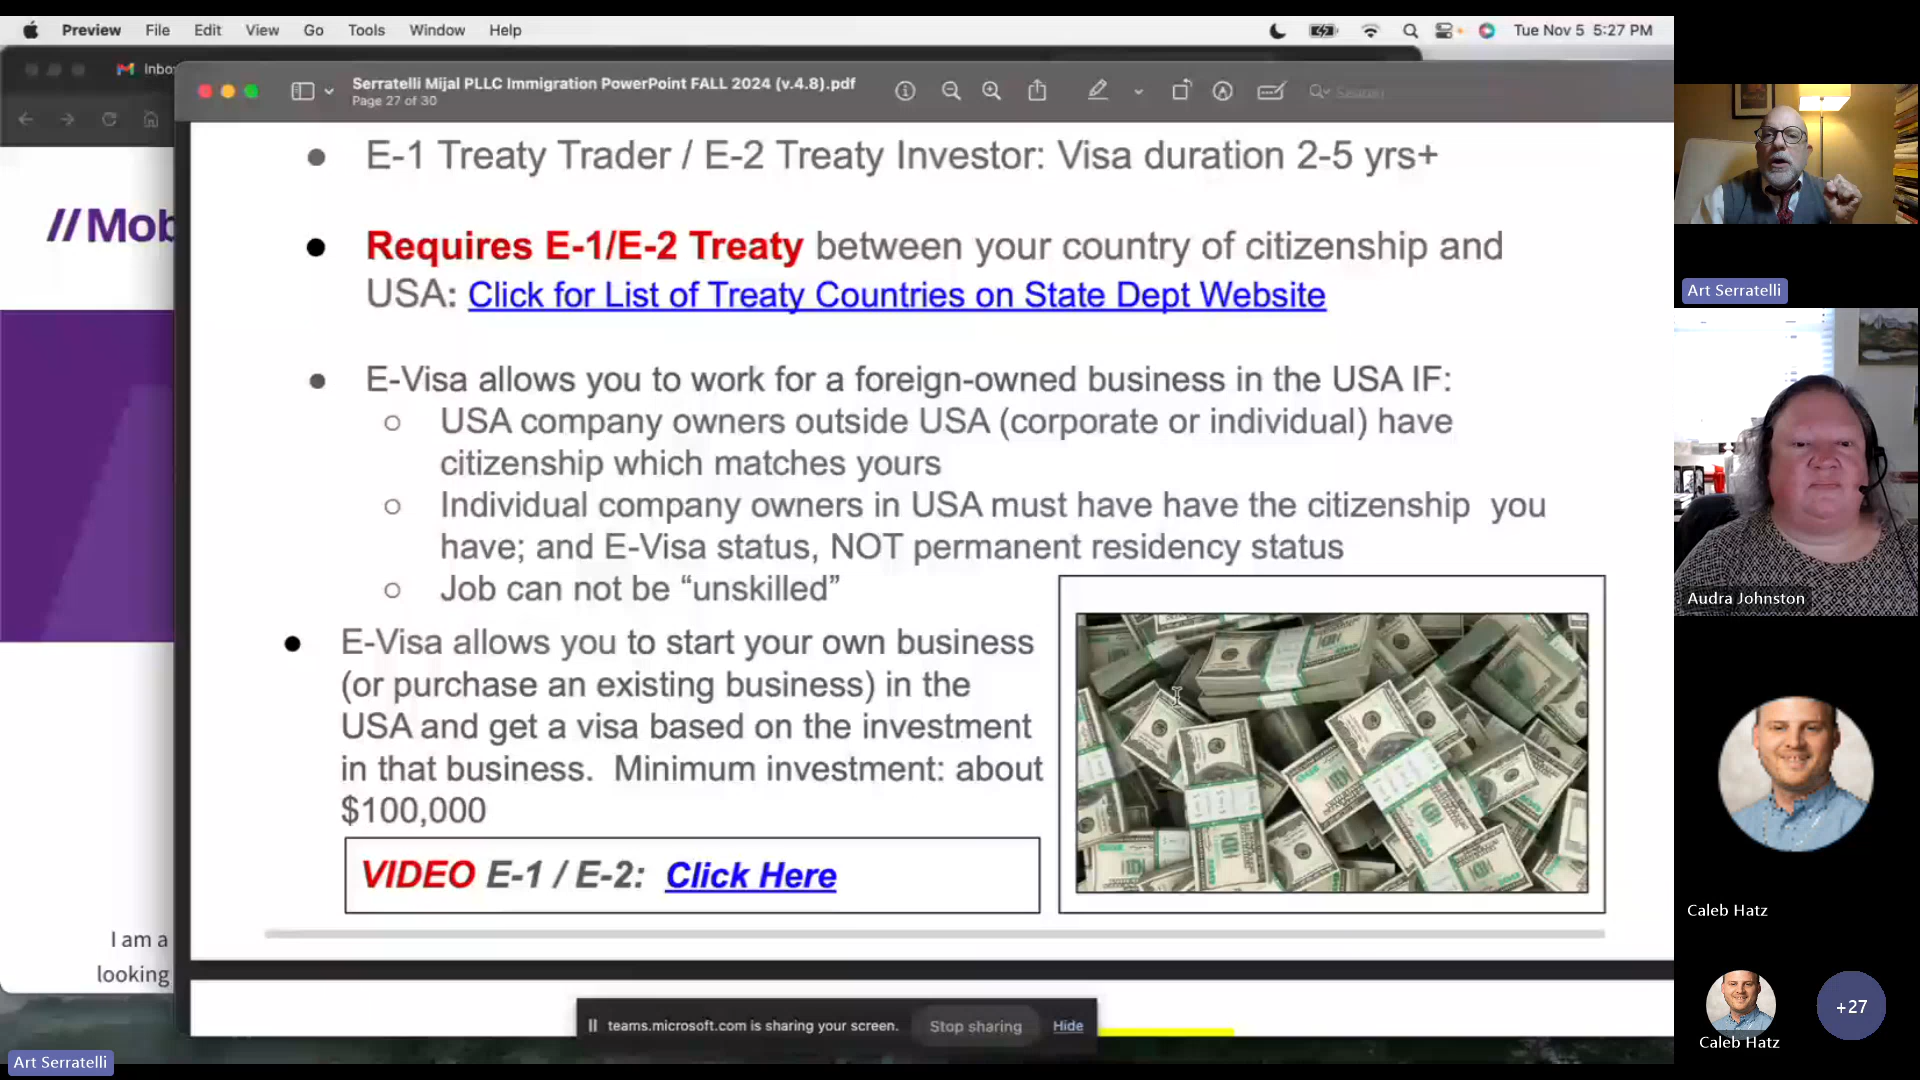 Preview File Edit View Go Tools Window Help Tue Nov 5 5:27 PM
Inbo
Serratelli Mijal PLLC Immigration PowerPoint FALL 2024 (v.4.8).pdf
Page 27 of 30
Search
//Mob
I am a
looking
E-1 Treaty Trader / E-2 Treaty Investor: Visa duration 2-5 yrs+
Requires E-1/E-2 Treaty between your country of citizenship and
USA: Click for List of Treaty Countries on State Dept Website
E-Visa allows you to work for a foreign-owned business in the USA IF:
USA company owners outside USA (corporate or individual) have
citizenship which matches yours
Individual company owners in USA must have have the citizenship you
have; and E-Visa status, NOT permanent residency status
Job can not be “unskilled”
E-Visa allows you to start your own business
(or purchase an existing business) in the
USA and get a visa based on the investment
in that business. Minimum investment: about
$100,000
VIDEO E-1 / E-2: Click Here
teams.microsoft.com is sharing your screen. Stop sharing Hide
Art Serratelli
Art Serratelli
Audra Johnston
Caleb Hatz
+27
Caleb Hatz